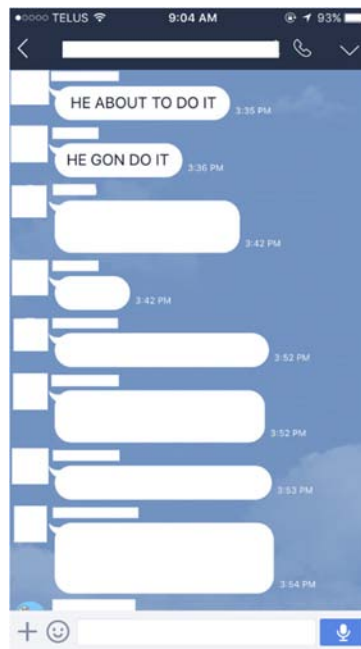 TELUS 9:04 AM 93%
HE ABOUT TO DO IT
3:35 PM
HE GON DO IT
3:36 PM
3:42 PM
3:42 PM
3:52 PM
3:52 PM
3:53 PM
3:54 PM